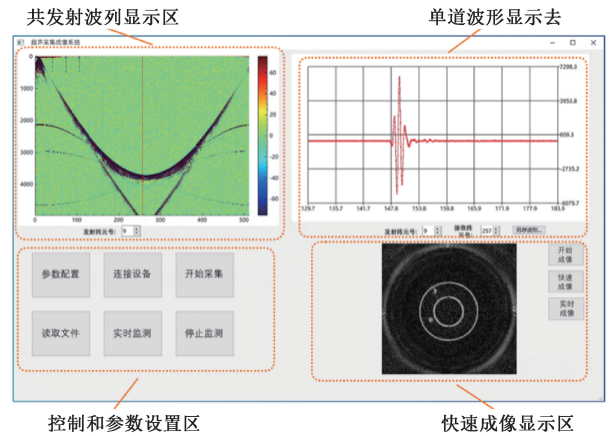 共发射波列显示区
单道波形显示去
超声采集成像系统
0
1000
2000
3000
4000
0
100
200
300
400
500
60
40
20
0
-20
-40
-60
发射阵元号:
9
7298.3
3953.8
609.3
-2735.2
-6079.7
129.7
135.7
141.7
147.8
153.8
159.8
165.8
171.9
177.9
183.9
发射阵元号:
9
接收阵
元号:
257
另存波形...
参数配置
连接设备
开始采集
读取文件
实时监测
停止监测
开始
成像
快速
成像
实时
成像
控制和参数设置区
快速成像显示区